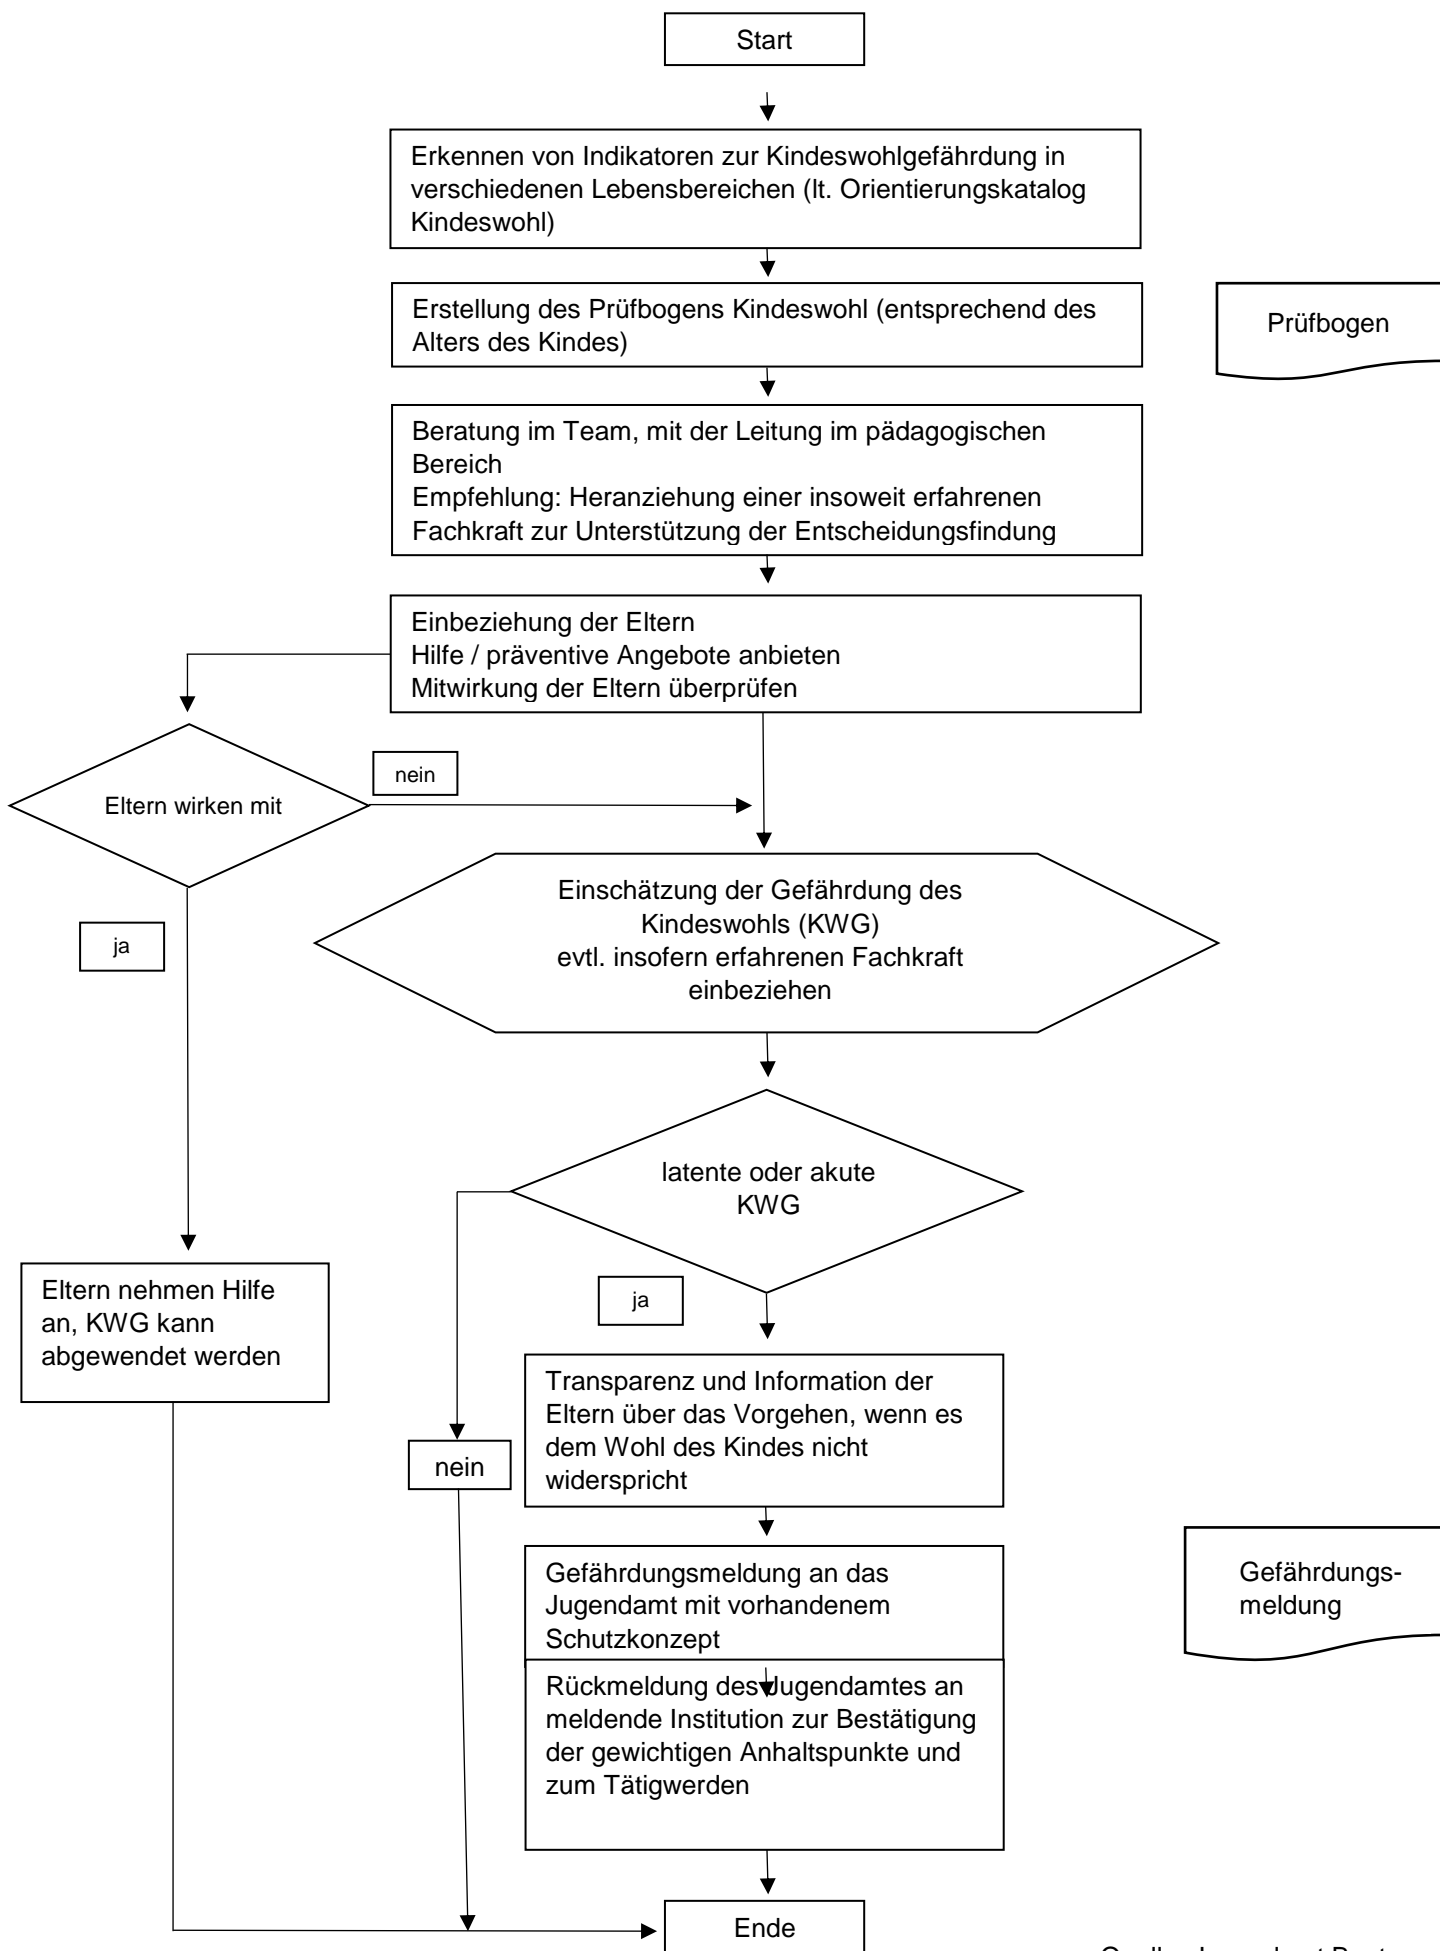 Start
Erkennen von Indikatoren zur Kindeswohlgefährdung in
verschiedenen Lebensbereichen (lt. Orientierungskatalog
Kindeswohl)
Erstellung des Prüfbogens Kindeswohl (entsprechend des
Alters des Kindes)
Prüfbogen
Beratung im Team, mit der Leitung im pädagogischen
Bereich
Empfehlung: Heranziehung einer insoweit erfahrenen
Fachkraft zur Unterstützung der Entscheidungsfindung
Einbeziehung der Eltern
Hilfe / präventive Angebote anbieten
Mitwirkung der Eltern überprüfen
nein
Eltern wirken mit
ja
Einschätzung der Gefährdung des
Kindeswohls (KWG)
evtl. insofern erfahrenen Fachkraft
einbeziehen
latente oder akute
KWG
Eltern nehmen Hilfe
an, KWG kann
abgewendet werden
ja
nein
Transparenz und Information der
Eltern über das Vorgehen, wenn es
dem Wohl des Kindes nicht
widerspricht
Gefährdungsmeldung an das
Jugendamt mit vorhandenem
Schutzkonzept
Gefährdungs-
meldung
Rückmeldung des Jugendamtes an
meldende Institution zur Bestätigung
der gewichtigen Anhaltspunkte und
zum Tätigwerden
Ende